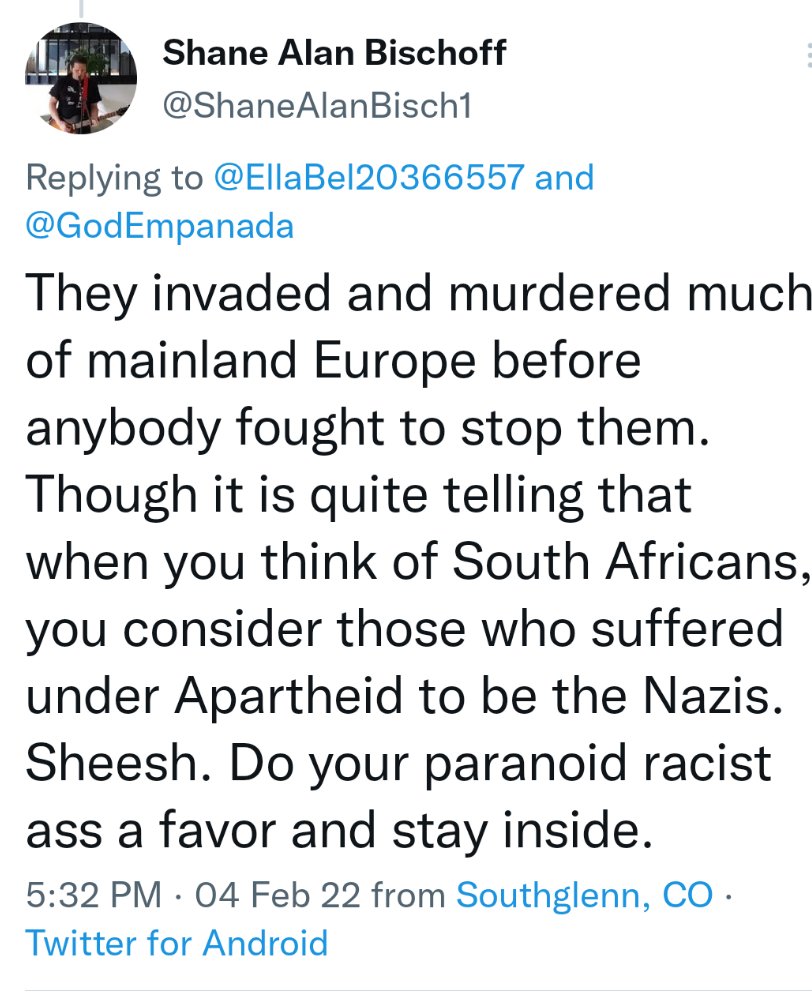 Shane Alan Bischoff
@ShaneAlanBisch1
Replying to @EllaBel20366557 and
@GodEmpanada
They invaded and murdered much
of mainland Europe before
anybody fought to stop them.
Though it is quite telling that
when you think of South Africans,
you consider those who suffered
under Apartheid to be the Nazis.
Sheesh. Do your paranoid racist
ass a favor and stay inside.
5:32 PM · 04 Feb 22 from Southglenn, CO ·
Twitter for Android